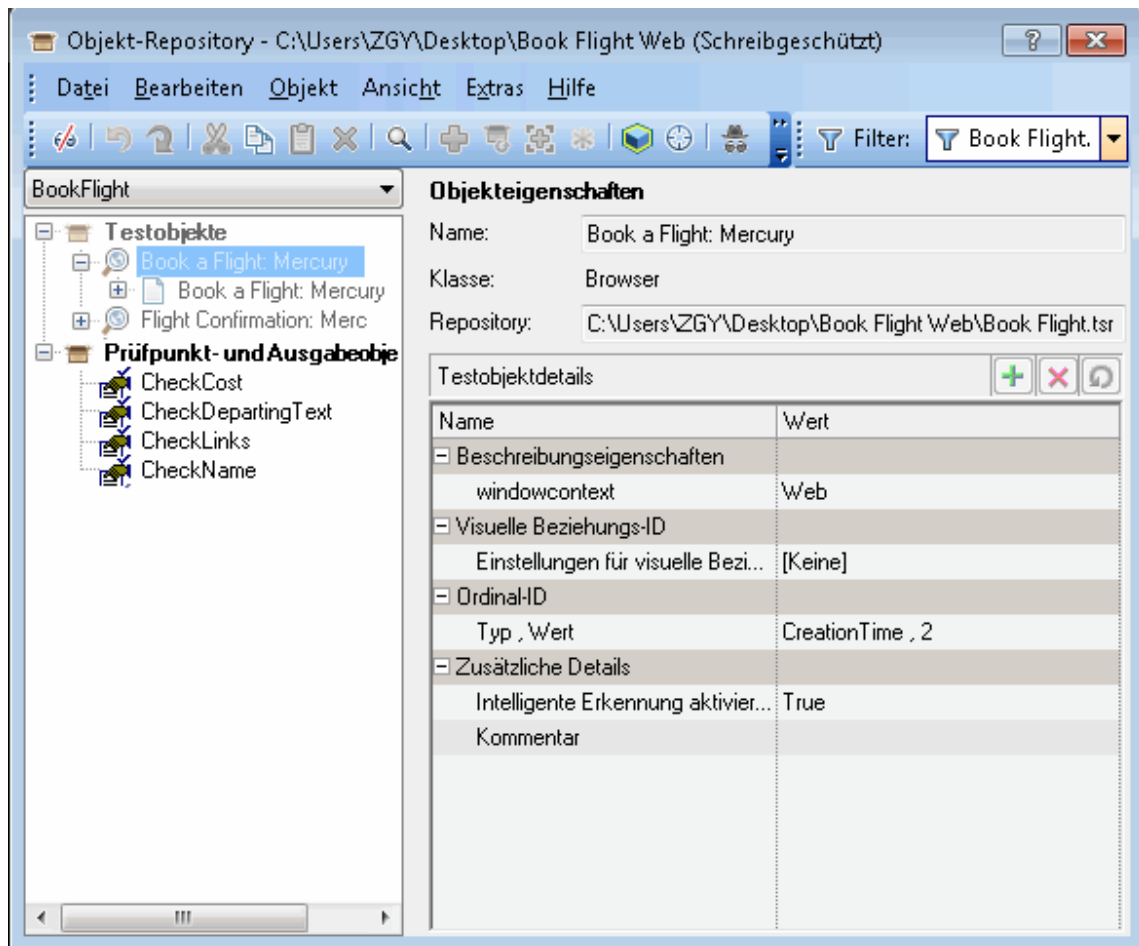 Objekt-Repository - C:\Users\ZGY\Desktop\Book Flight Web (Schreibgeschützt)
Datei Bearbeiten Objekt Ansicht Extras Hilfe
Filter: Book Flight.
BookFlight
Testobjekte
Book a Flight: Mercury
Book a Flight: Mercury
Flight Confirmation: Merc
Prüfpunkt- und Ausgabeobje
CheckCost
CheckDepartingText
CheckLinks
CheckName
Objekteigenschaften
Name: Book a Flight: Mercury
Klasse: Browser
Repository: C:\Users\ZGY\Desktop\Book Flight Web\Book Flight.tsr
Testobjektdetails
Name Wert
Beschreibungseigenschaften
windowcontext Web
Visuelle Beziehungs-ID
Einstellungen für visuelle Bezi... [Keine]
Ordinal-ID
Typ , Wert CreationTime , 2
Zusätzliche Details
Intelligente Erkennung aktivier... True
Kommentar